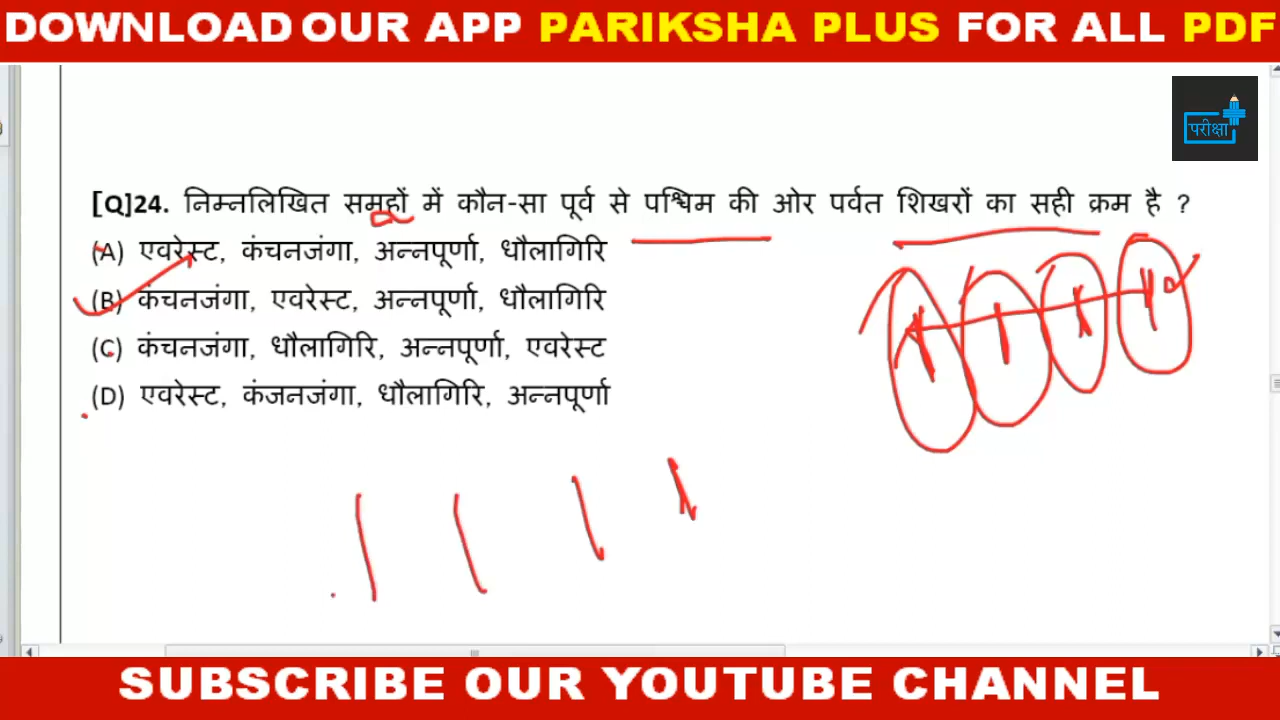 DOWNLOAD OUR APP PARIKSHA PLUS FOR ALL PDF
परीक्षा
[Q]24. निम्नलिखित समूहों में कौन-सा पूर्व से पश्चिम की ओर पर्वत शिखरों का सही क्रम है ?
(A) एवरेस्ट, कंचनजंगा, अन्नपूर्णा, धौलागिरि
(B) कंचनजंगा, एवरेस्ट, अन्नपूर्णा, धौलागिरि
(C) कंचनजंगा, धौलागिरि, अन्नपूर्णा, एवरेस्ट
(D) एवरेस्ट, कंजनजंगा, धौलागिरि, अन्नपूर्णा
SUBSCRIBE OUR YOUTUBE CHANNEL